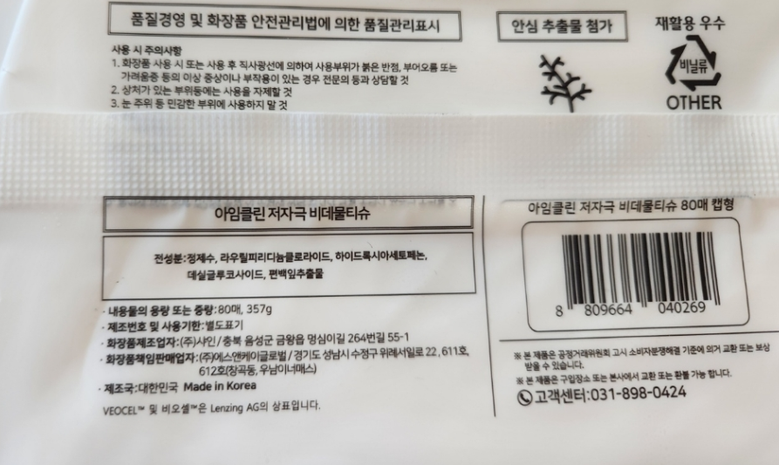 품질경영 및 화장품 안전관리법에 의한 품질관리표시
사용 시 주의사항
1. 화장품 사용 시 또는 사용 후 직사광선에 의하여 사용부위가 붉은 반점, 부어오름 또는
가려움증 등의 이상 증상이나 부작용이 있는 경우 전문의 등과 상담할 것
2. 상처가 있는 부위등에는 사용을 자제할 것
3. 눈 주위 등 민감한 부위에 사용하지 말 것
안심 추출물 첨가
재활용 우수
비닐류
OTHER
아임클린 저자극 비데물티슈
전성분:정제수, 라우릴피리디늄클로라이드, 하이드록시아세토페논,
데실글루코사이드, 편백잎추출물
· 내용물의 용량 또는 중량:80매, 357g
· 제조번호 및 사용기한:별도표기
· 화장품제조업자:(주)샤인/충북 음성군 금왕읍 멍심이길 264번길 55-1
· 화장품책임판매업자:(주)에스앤케이글로벌/경기도 성남시 수정구 위례서일로 22, 611호,
612호(창곡동, 우남이너매스)
· 제조국:대한민국 Made in Korea
VEOCEL™ 및 비오셀™은 Lenzing AG의 상표입니다.
아임클린 저자극 비데물티슈 80매 캡형
8 809664 040269
※ 본 제품은 공정거래위원회 고시 소비자분쟁해결 기준에 의거 교환 또는 보상
받을 수 있습니다.
※ 본 제품은 구입장소 또는 본사에서 교환 또는 환불 가능 합니다.
고객센터:031-898-0424